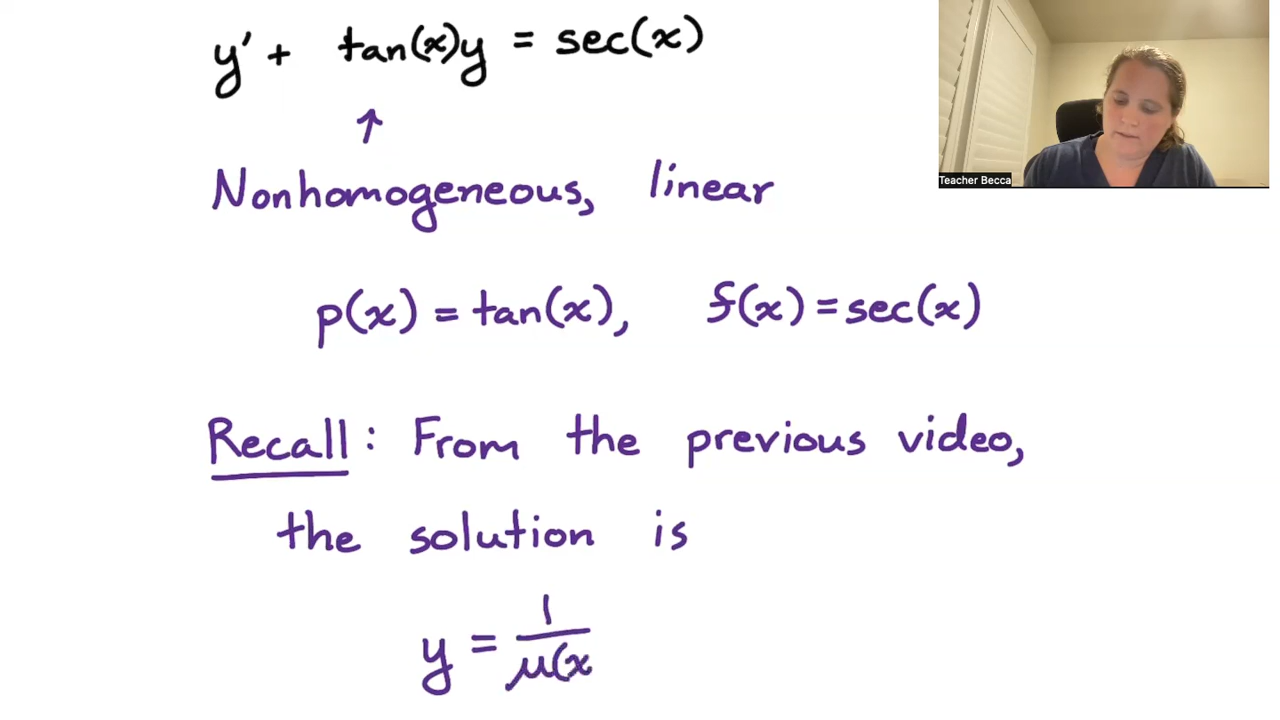 y' + tan(x)y = sec(x)
↑
Nonhomogeneous, linear
p(x) = tan(x), f(x) = sec(x)
Recall: From the previous video,
the solution is
y = 1/μ(x
Teacher Becca